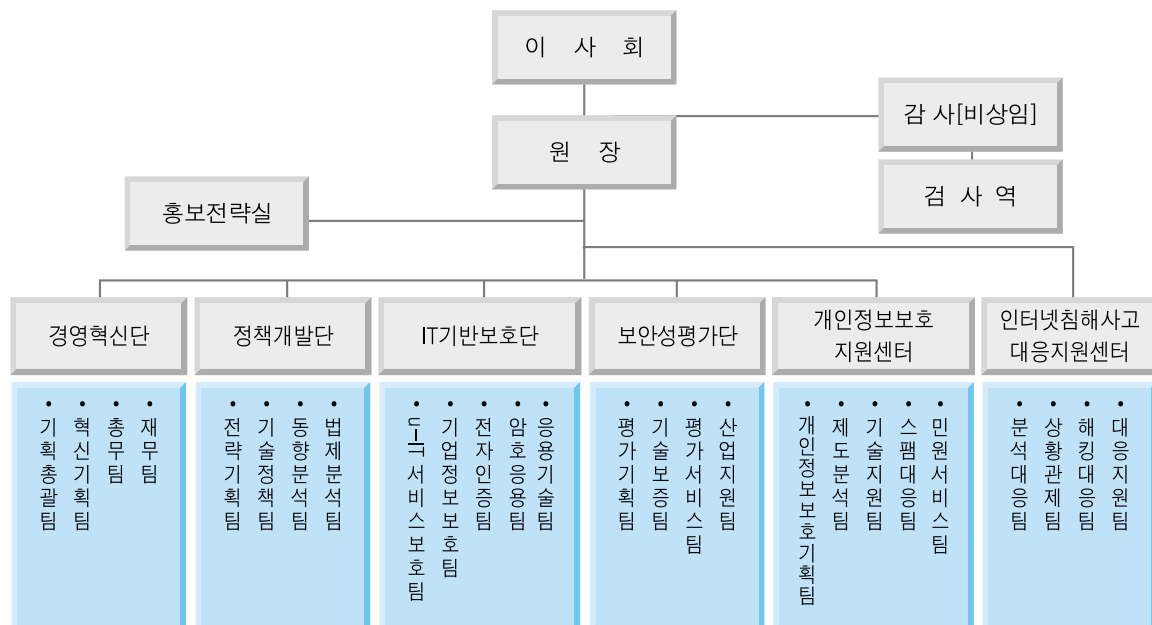 이 사 회
감 사[비상임]
원 장
검 사 역
홍보전략실
경영혁신단
• 기획총괄팀
• 혁신기획팀
• 총무팀
• 재무팀
정책개발단
• 전략기획팀
• 기술정책팀
• 동향분석팀
• 법제분석팀
IT기반보호단
• u-IT서비스보호팀
• 기업정보보호팀
• 전자인증팀
• 암호응용팀
• 응용기술팀
보안성평가단
• 평가기획팀
• 기술보증팀
• 평가서비스팀
• 산업지원팀
개인정보보호
지원센터
• 개인정보보호기획팀
• 제도분석팀
• 기술지원팀
• 스팸대응팀
• 민원서비스팀
인터넷침해사고
대응지원센터
• 분석대응팀
• 상황관제팀
• 해킹대응팀
• 대응지원팀